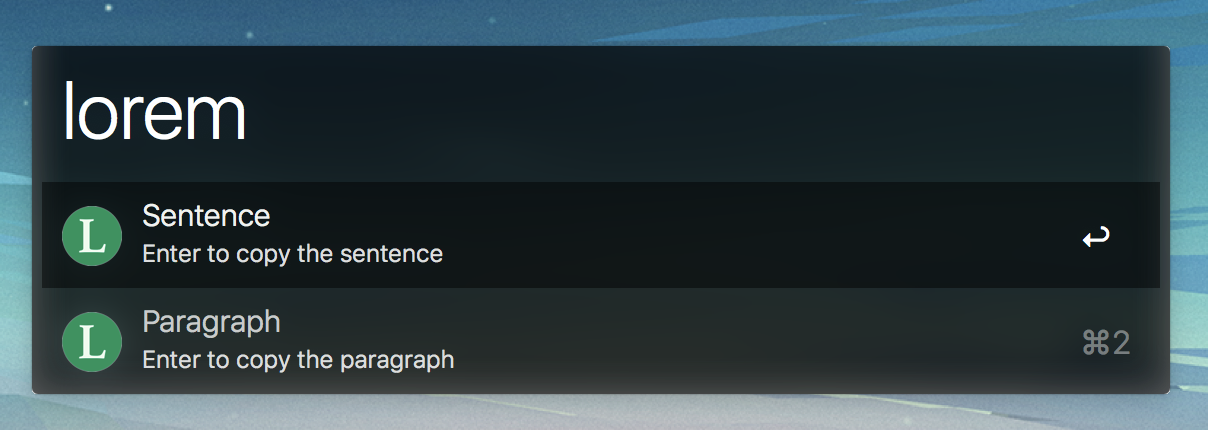 lorem
L
Sentence
Enter to copy the sentence
↩
L
Paragraph
Enter to copy the paragraph
⌘2